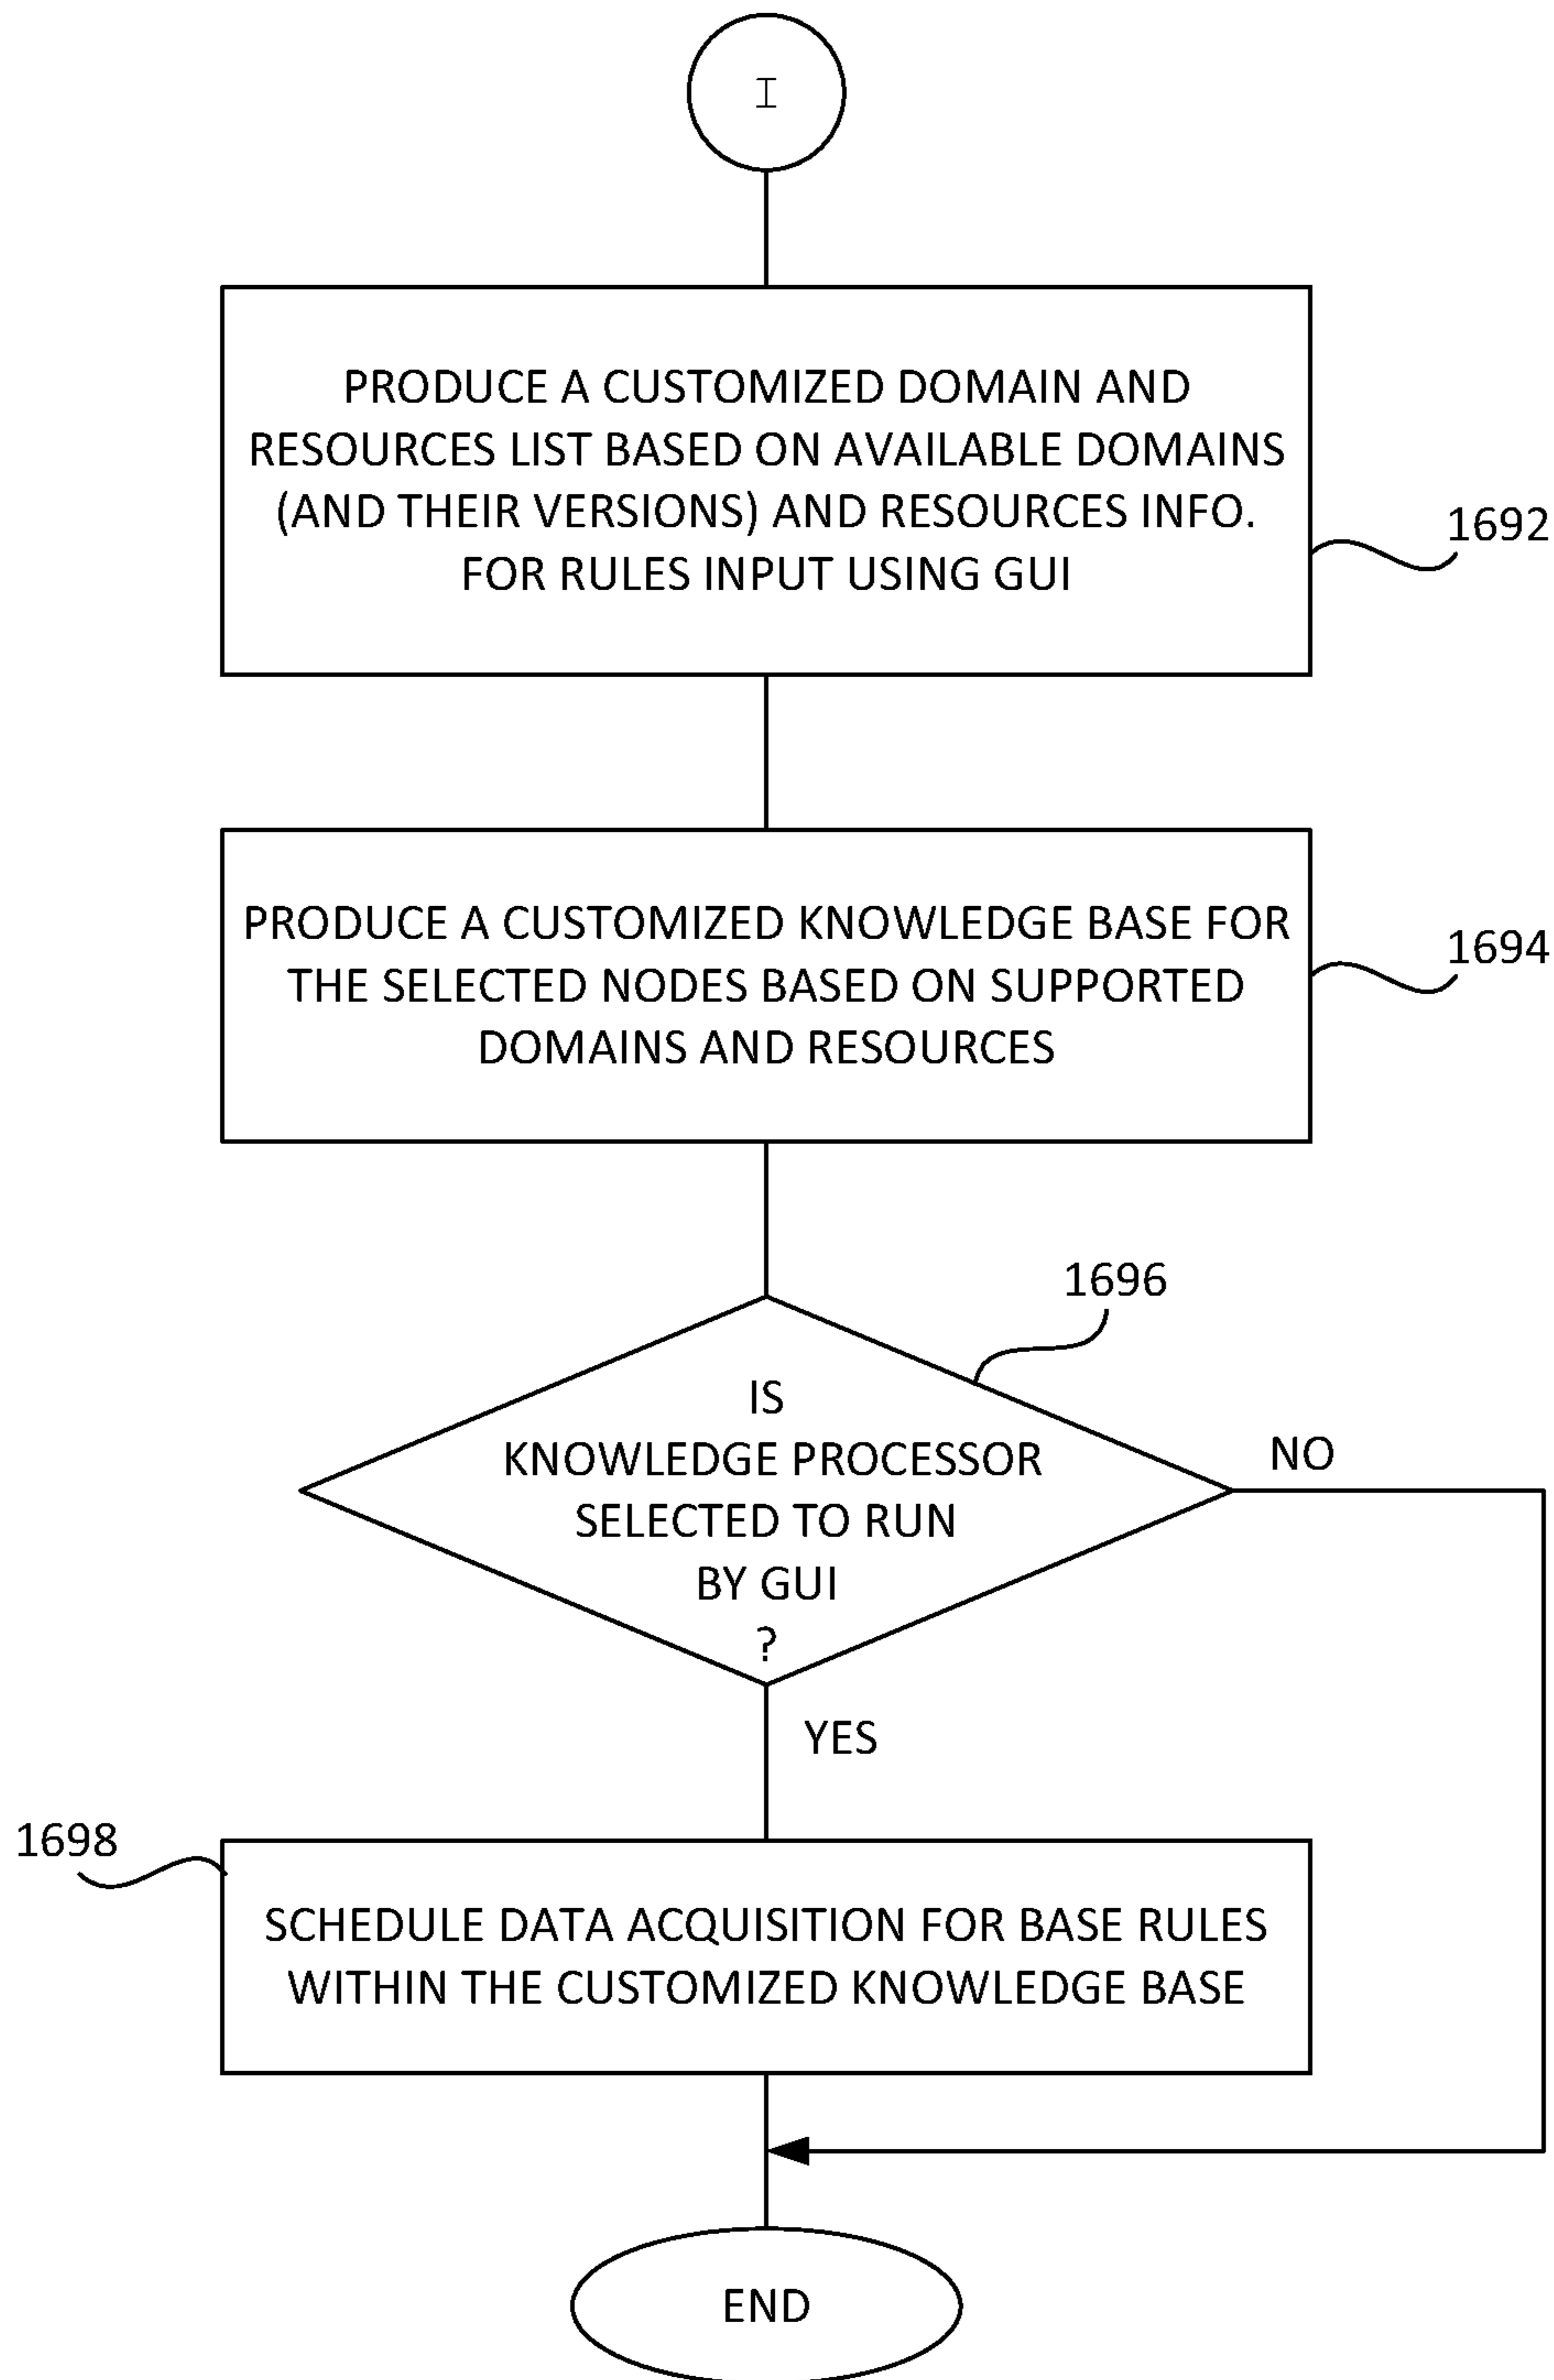 I
PRODUCE A CUSTOMIZED DOMAIN AND
RESOURCES LIST BASED ON AVAILABLE DOMAINS
(AND THEIR VERSIONS) AND RESOURCES INFO.
FOR RULES INPUT USING GUI
1692
PRODUCE A CUSTOMIZED KNOWLEDGE BASE FOR
THE SELECTED NODES BASED ON SUPPORTED
DOMAINS AND RESOURCES
1694
1696
IS
KNOWLEDGE PROCESSOR
SELECTED TO RUN
BY GUI
?
NO
YES
1698
SCHEDULE DATA ACQUISITION FOR BASE RULES
WITHIN THE CUSTOMIZED KNOWLEDGE BASE
END